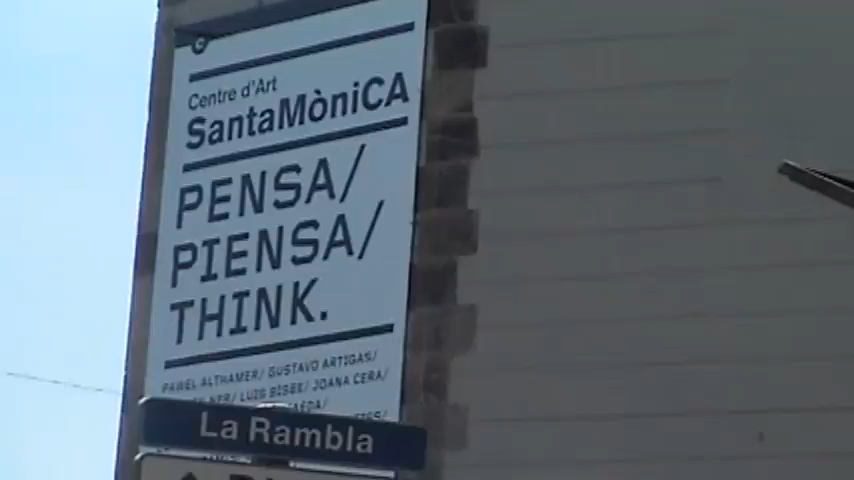 Centre d'Art
SantaMòniCA
PENSA/
PIENSA/
THINK.
PAWEL ALTHAMER/ GUSTAVO ARTIGAS/
LUIS BISBE/ JOANA CERA/
La Rambla